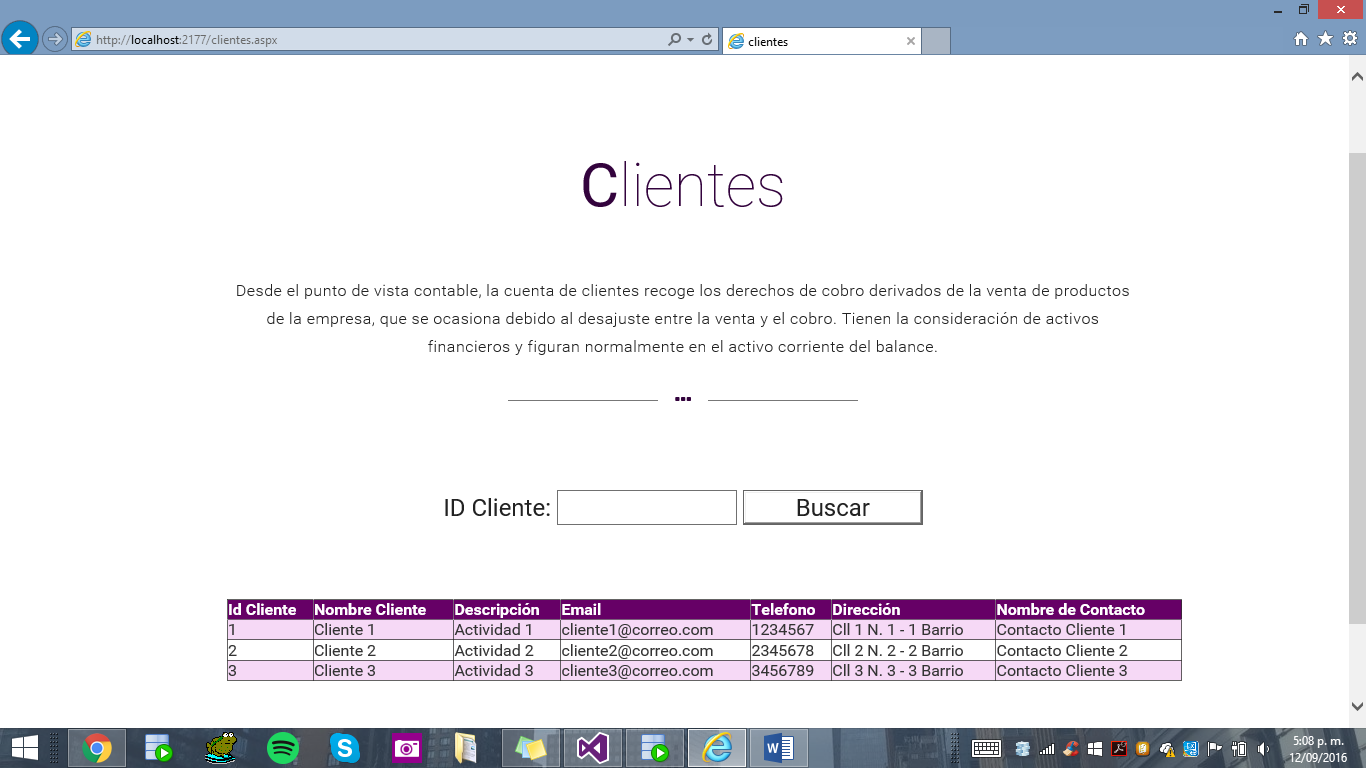 http://localhost:2177/clientes.aspx
clientes
Clientes
Desde el punto de vista contable, la cuenta de clientes recoge los derechos de cobro derivados de la venta de productos
de la empresa, que se ocasiona debido al desajuste entre la venta y el cobro. Tienen la consideración de activos
financieros y figuran normalmente en el activo corriente del balance.
ID Cliente: Buscar
Id Cliente Nombre Cliente Descripción Email Telefono Dirección Nombre de Contacto
1 Cliente 1 Actividad 1 cliente1@correo.com 1234567 Cll 1 N. 1 - 1 Barrio Contacto Cliente 1
2 Cliente 2 Actividad 2 cliente2@correo.com 2345678 Cll 2 N. 2 - 2 Barrio Contacto Cliente 2
3 Cliente 3 Actividad 3 cliente3@correo.com 3456789 Cll 3 N. 3 - 3 Barrio Contacto Cliente 3
5:08 p. m.
12/09/2016